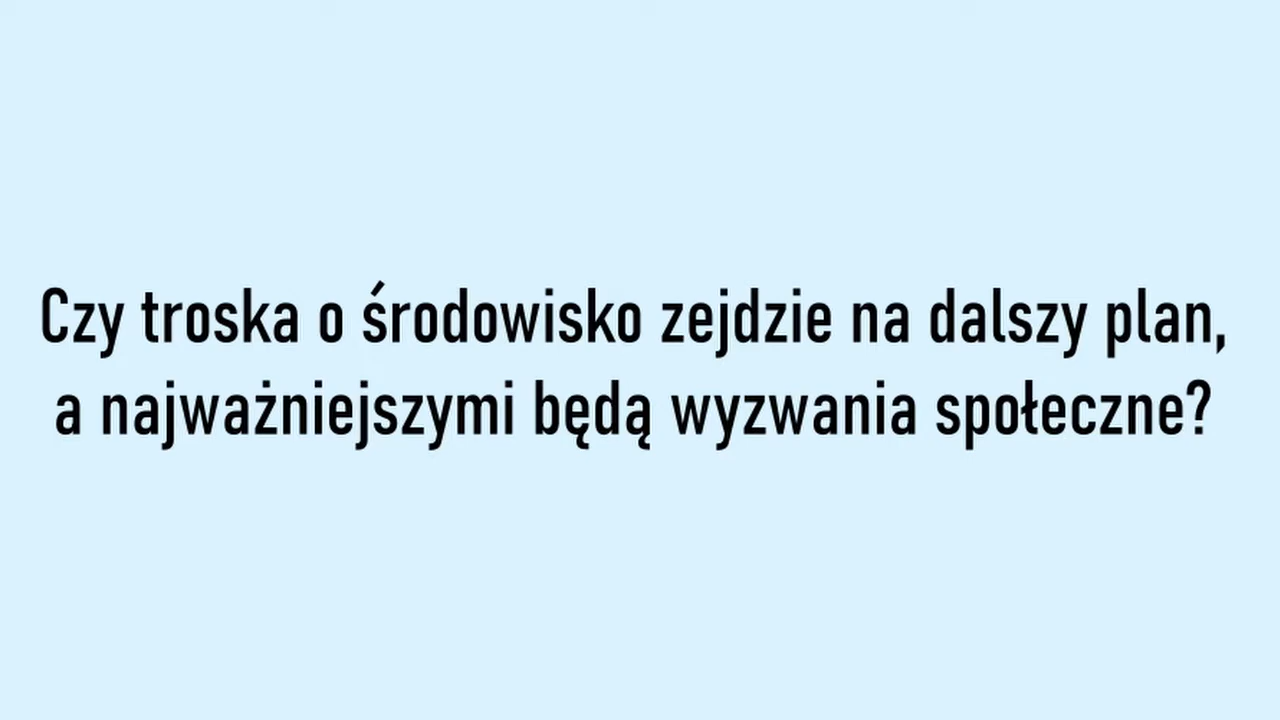 Czy troska o środowisko zejdzie na dalszy plan,
a najważniejszymi będą wyzwania społeczne?